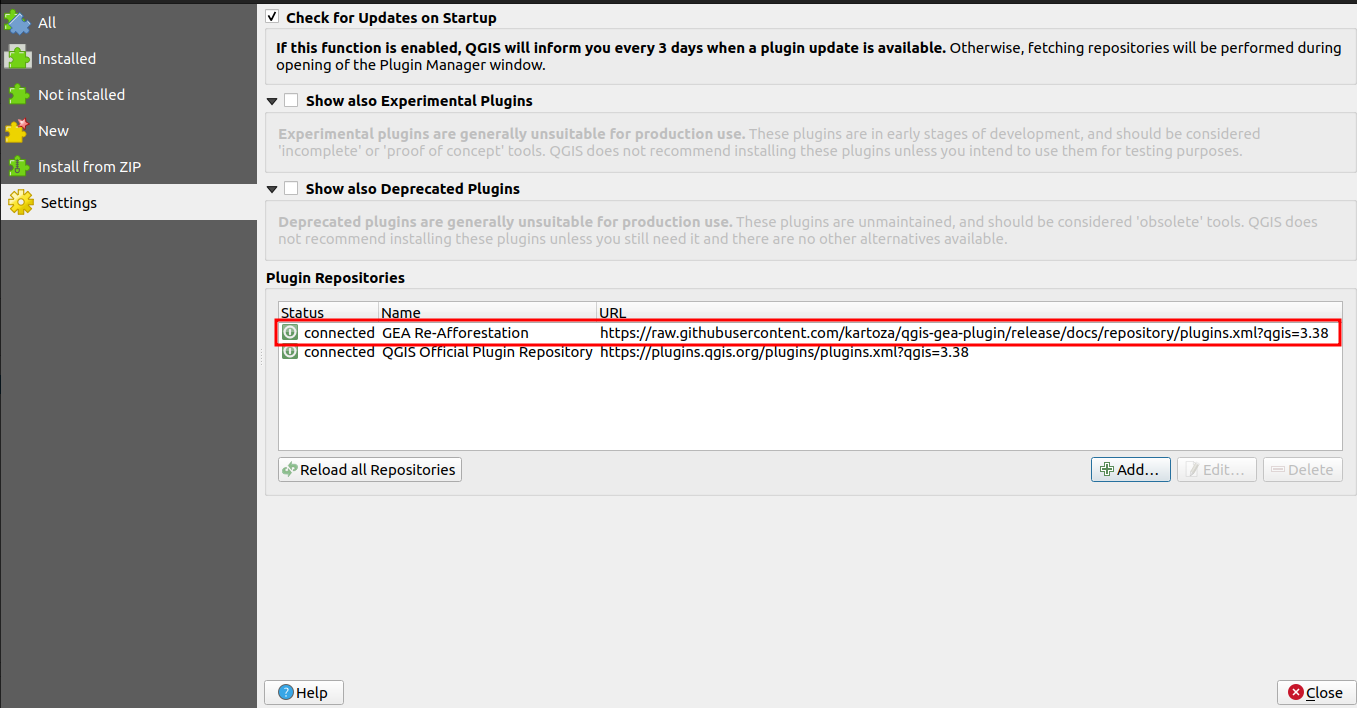 All
Installed
Not installed
New
Install from ZIP
Settings
Check for Updates on Startup
If this function is enabled, QGIS will inform you every 3 days when a plugin update is available. Otherwise, fetching repositories will be performed during
opening of the Plugin Manager window.
Show also Experimental Plugins
Experimental plugins are generally unsuitable for production use. These plugins are in early stages of development, and should be considered
'incomplete' or 'proof of concept' tools. QGIS does not recommend installing these plugins unless you intend to use them for testing purposes.
Show also Deprecated Plugins
Deprecated plugins are generally unsuitable for production use. These plugins are unmaintained, and should be considered 'obsolete' tools. QGIS does
not recommend installing these plugins unless you still need it and there are no other alternatives available.
Plugin Repositories
Status Name URL
connected GEA Re-Afforestation https://raw.githubusercontent.com/kartoza/qgis-gea-plugin/release/docs/repository/plugins.xml?qgis=3.38
connected QGIS Official Plugin Repository https://plugins.qgis.org/plugins/plugins.xml?qgis=3.38
Reload all Repositories Add... Edit... Delete
Help Close